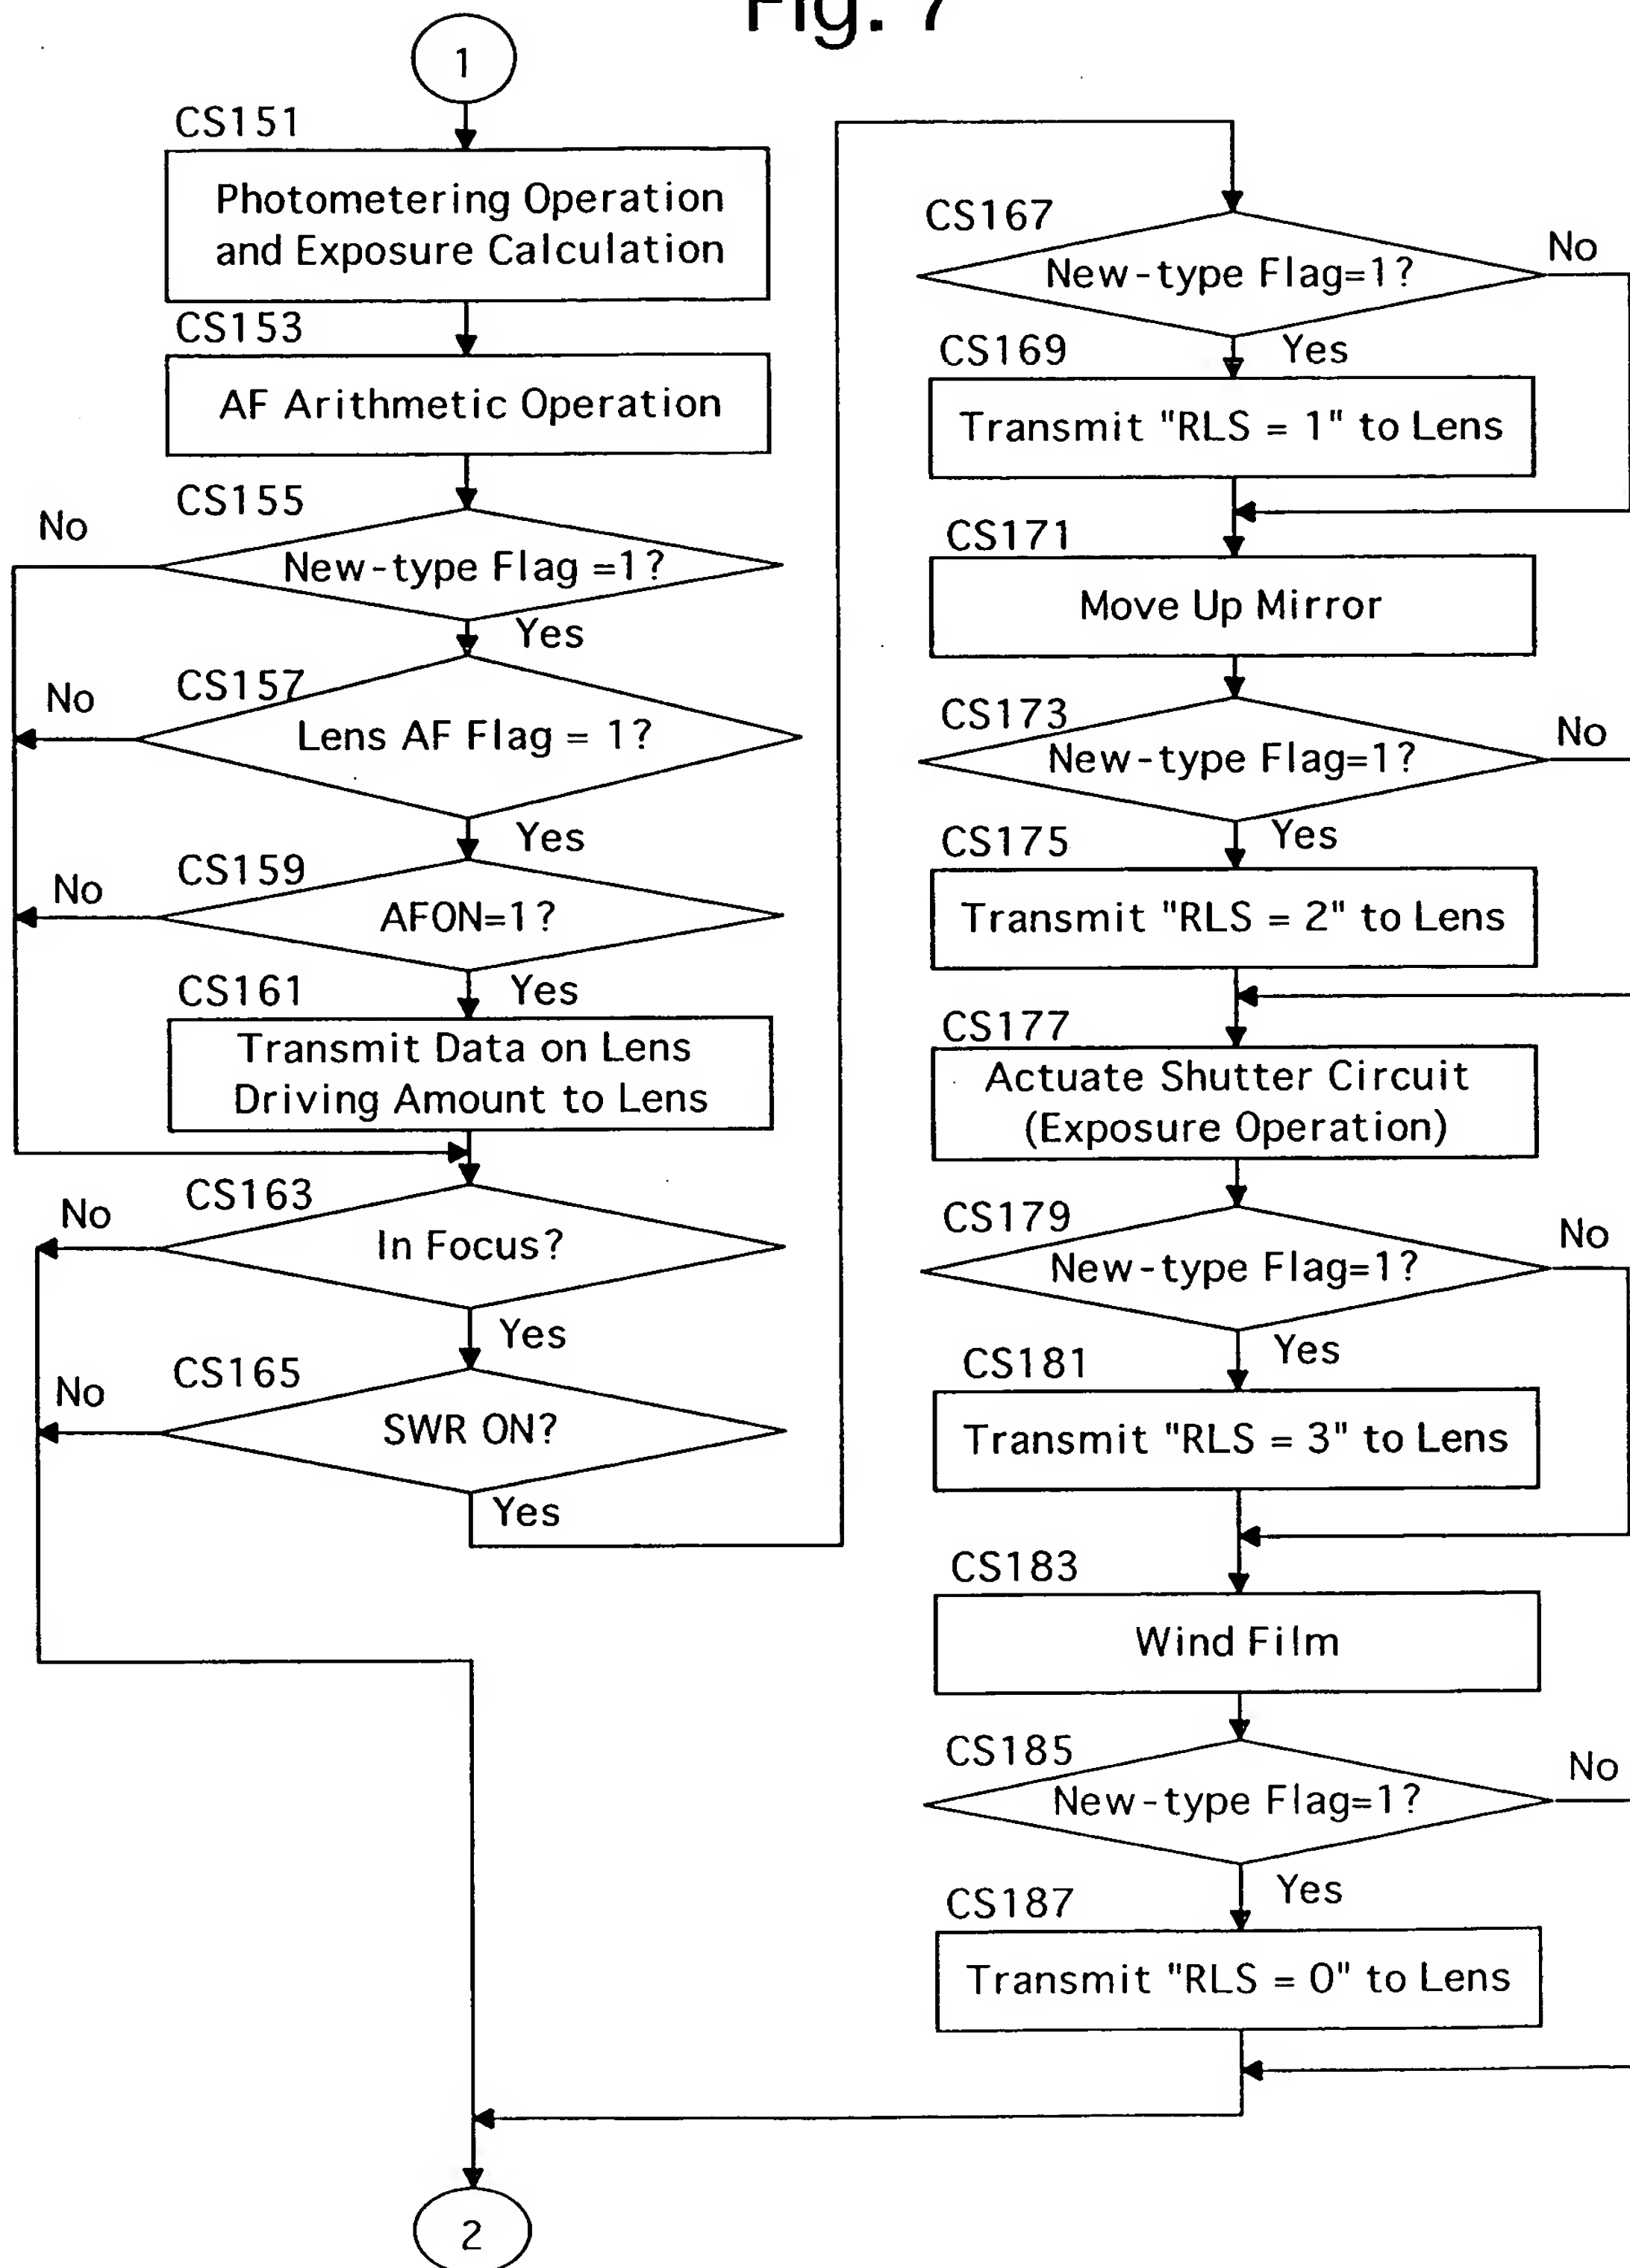 Fig. 7
1
CS151
Photometering Operation
and Exposure Calculation
CS153
AF Arithmetic Operation
CS155
No
New-type Flag =1?
Yes
CS157
No
Lens AF Flag = 1?
Yes
CS159
No
AFON=1?
Yes
CS161
Transmit Data on Lens
Driving Amount to Lens
CS163
No
In Focus?
Yes
CS165
No
SWR ON?
Yes
CS167
No
New-type Flag=1?
Yes
CS169
Transmit "RLS = 1" to Lens
CS171
Move Up Mirror
CS173
No
New-type Flag=1?
Yes
CS175
Transmit "RLS = 2" to Lens
CS177
Actuate Shutter Circuit
(Exposure Operation)
CS179
No
New-type Flag=1?
Yes
CS181
Transmit "RLS = 3" to Lens
CS183
Wind Film
CS185
No
New-type Flag=1?
Yes
CS187
Transmit "RLS = 0" to Lens
2